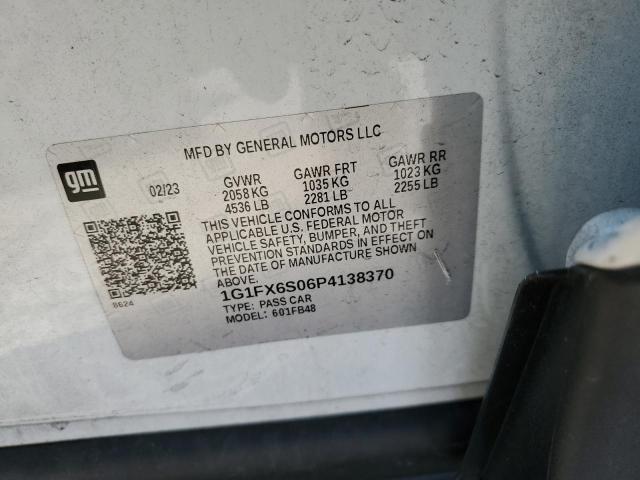 MFD BY GENERAL MOTORS LLC
gm
02/23
GVWR
2058 KG
4536 LB
GAWR FRT
1035 KG
2281 LB
GAWR RR
1023 KG
2255 LB
THIS VEHICLE CONFORMS TO ALL
APPLICABLE U.S. FEDERAL MOTOR
VEHICLE SAFETY, BUMPER, AND THEFT
PREVENTION STANDARDS IN EFFECT ON
THE DATE OF MANUFACTURE SHOWN
ABOVE.
1G1FX6S06P4138370
TYPE: PASS CAR
MODEL: 601FB48
8624